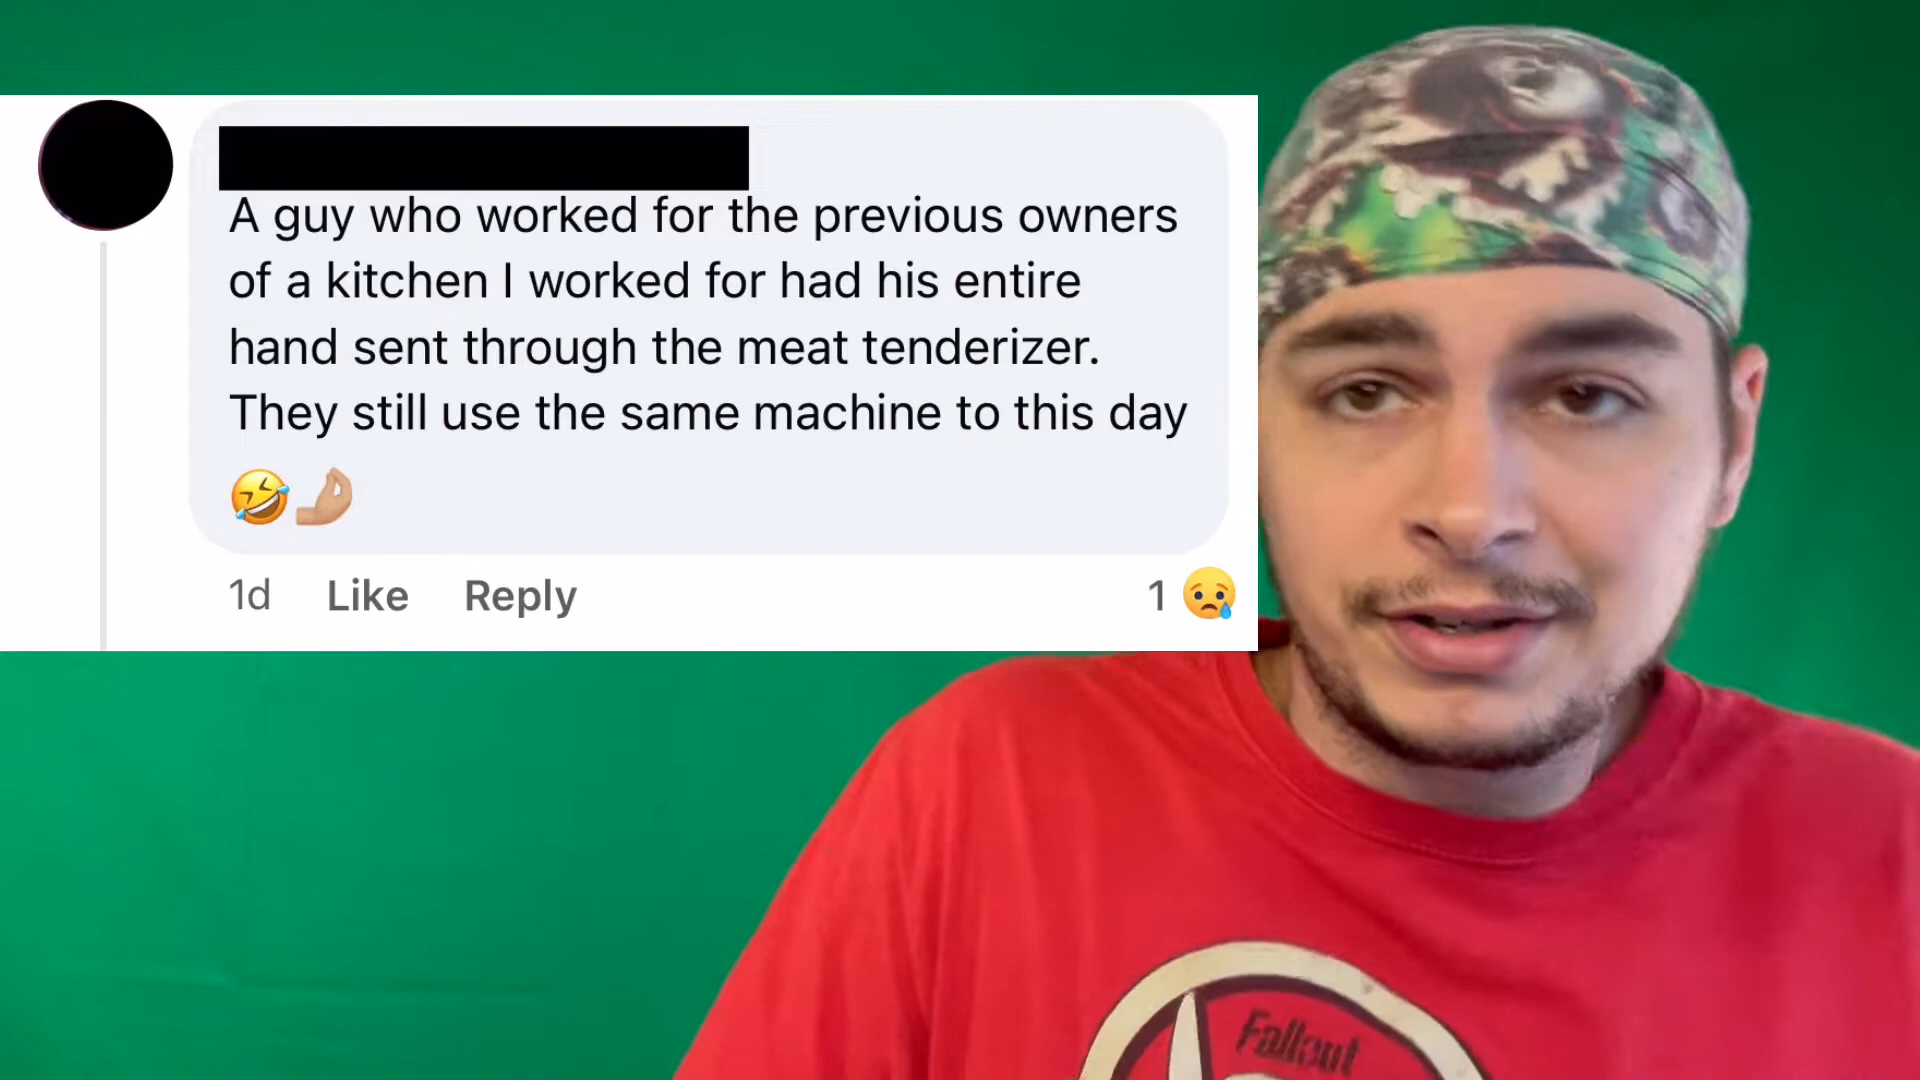 A guy who worked for the previous owners
of a kitchen I worked for had his entire
hand sent through the meat tenderizer.
They still use the same machine to this day
🤣🤌🏼
1d Like Reply 1 😢
Fallout